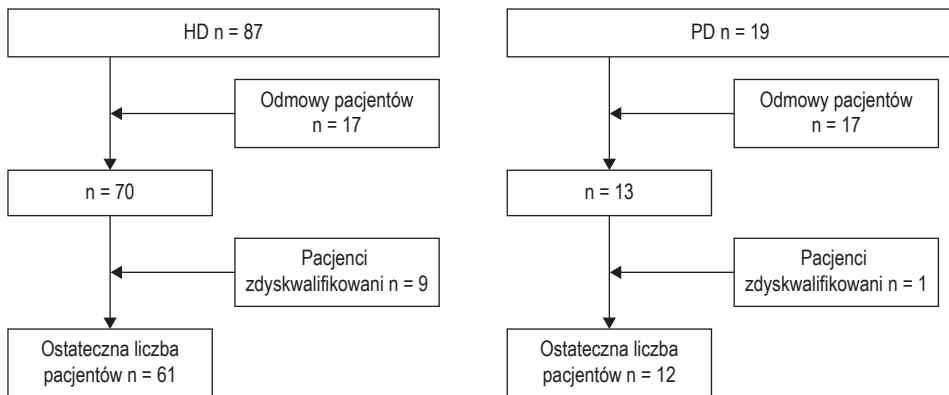 HD n = 87
Odmowy pacjentów
n = 17
n = 70
Pacjenci
zdyskwalifikowani n = 9
Ostateczna liczba
pacjentów n = 61
PD n = 19
Odmowy pacjentów
n = 17
n = 13
Pacjenci
zdyskwalifikowani n = 1
Ostateczna liczba
pacjentów n = 12